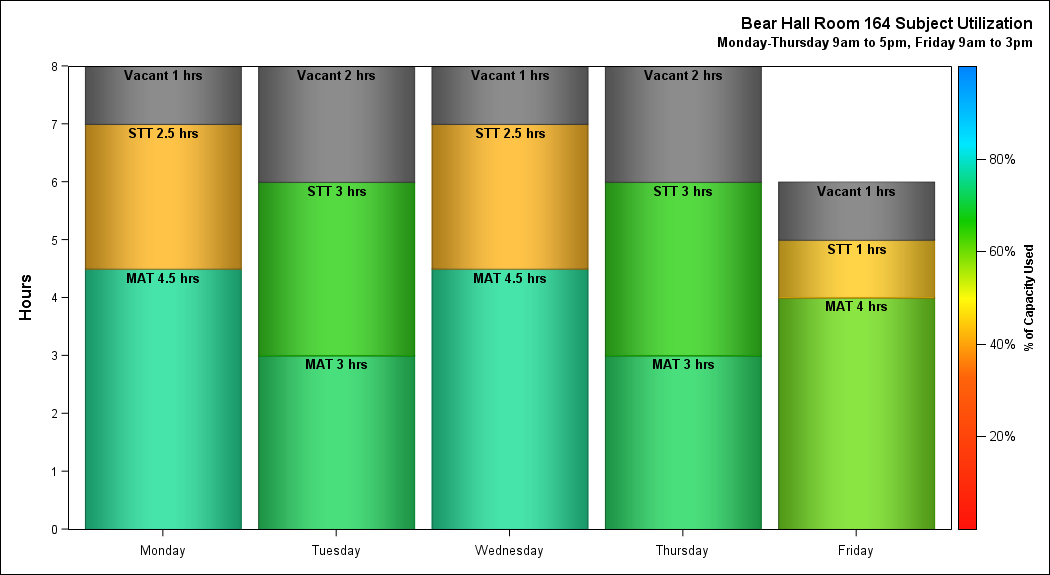 Bear Hall Room 164 Subject Utilization
Monday-Thursday 9am to 5pm, Friday 9am to 3pm
Hours
8
7
6
5
4
3
2
1
0
Vacant 1 hrs
STT 2.5 hrs
MAT 4.5 hrs
Vacant 2 hrs
STT 3 hrs
MAT 3 hrs
Vacant 1 hrs
STT 2.5 hrs
MAT 4.5 hrs
Vacant 2 hrs
STT 3 hrs
MAT 3 hrs
Vacant 1 hrs
STT 1 hrs
MAT 4 hrs
Monday
Tuesday
Wednesday
Thursday
Friday
80%
60%
40%
20%
% of Capacity Used